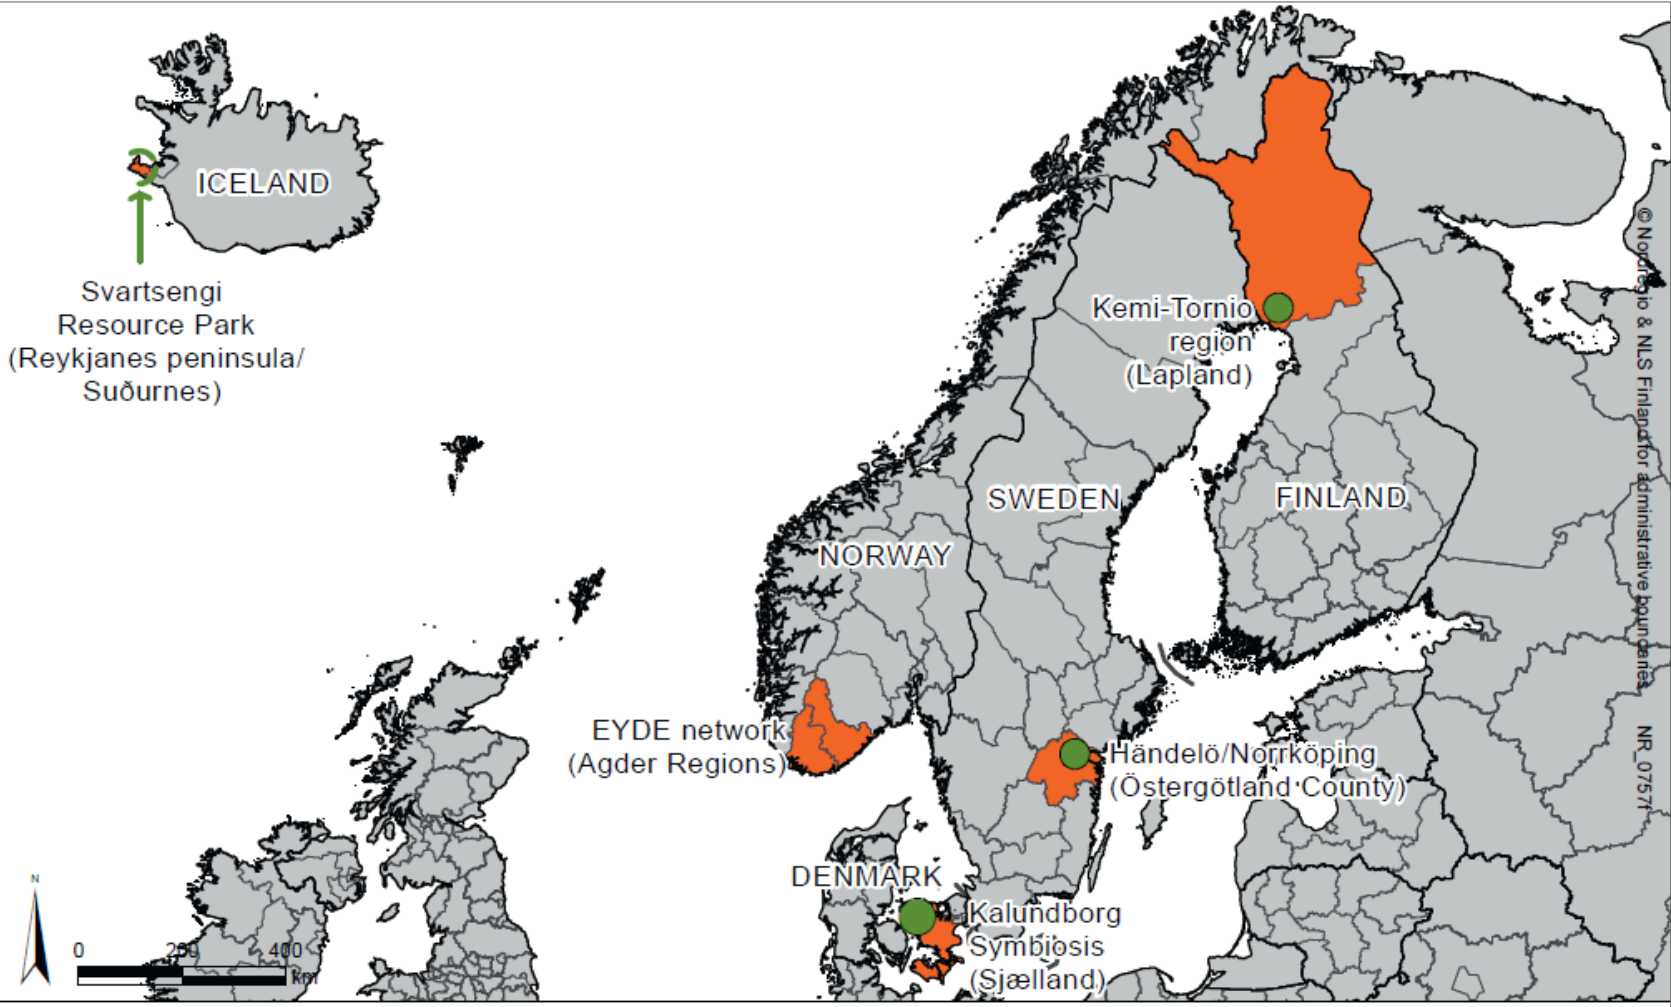 ICELAND
Svartsengi
Resource Park
(Reykjanes peninsula/
Suðurnes)
Kemi-Tornio
region
(Lapland)
SWEDEN
FINLAND
NORWAY
EYDE network
(Agder Regions)
Händelö/Norrköping
(Östergötland County)
DENMARK
Kalundborg
Symbiosis
(Sjælland)
N
0 200 400
km
© Nordregio & NLS Finland for administrative boundaries
NR_0757f